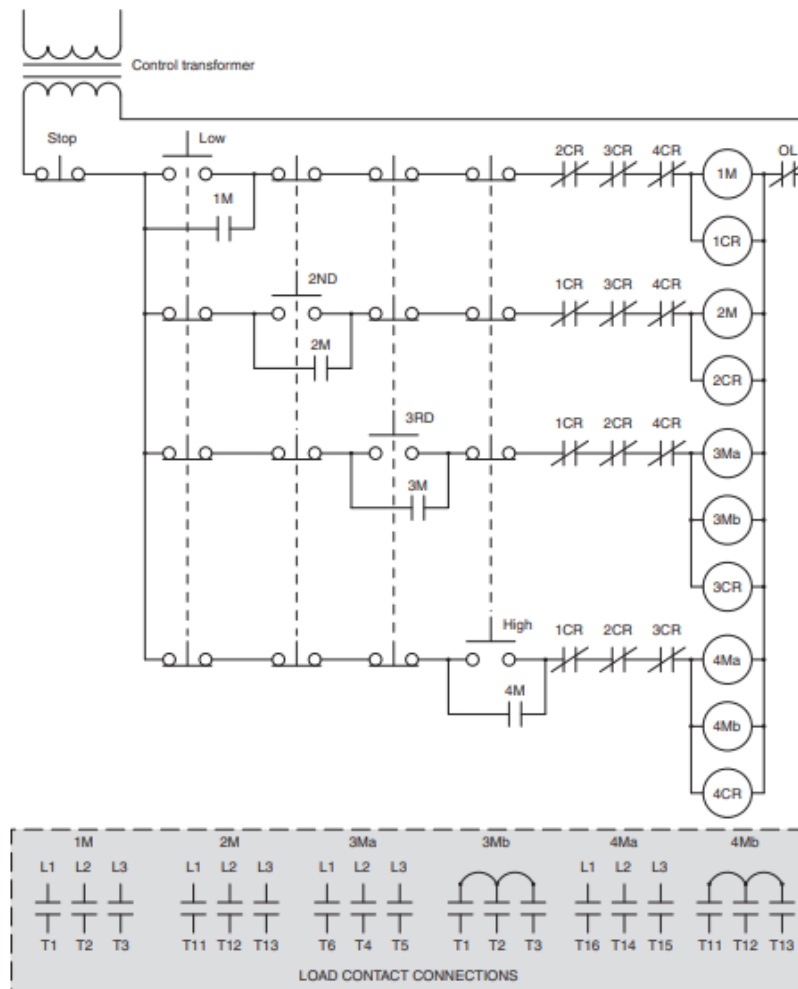 Control transformer
Stop
Low
2CR 3CR 4CR
OL
1M
1M
1CR
2ND
1CR 3CR 4CR
2M
2M
2CR
3RD
1CR 2CR 4CR
3Ma
3M
3Mb
3CR
High
1CR 2CR 3CR
4Ma
4M
4Mb
4CR
1M 2M 3Ma 3Mb 4Ma 4Mb
L1 L2 L3 L1 L2 L3 L1 L2 L3 L1 L2 L3
T1 T2 T3 T11 T12 T13 T6 T4 T5 T1 T2 T3 T16 T14 T15 T11 T12 T13
LOAD CONTACT CONNECTIONS